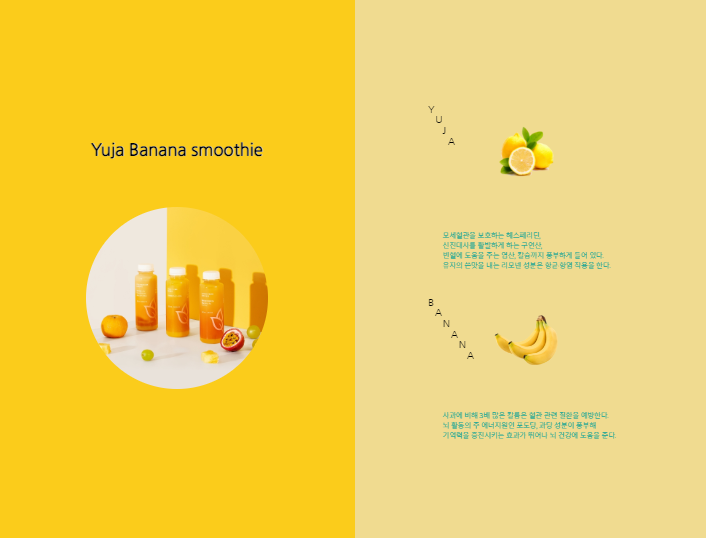 Yuja Banana smoothie
YUJA
모세혈관을 보호하는 헤스페리딘,
신진대사를 활발하게 하는 구연산,
빈혈에 도움을 주는 엽산, 칼슘까지 풍부하게 들어 있다.
유자의 쓴맛을 내는 리모넨 성분은 항균 항염 작용을 한다.
BANANA
사과에 비해 3배 많은 칼륨은 혈관 관련 질환을 예방한다.
뇌 활동의 주 에너지원인 포도당, 과당 성분이 풍부해
기억력을 증진시키는 효과가 뛰어나 뇌 건강에 도움을 준다.